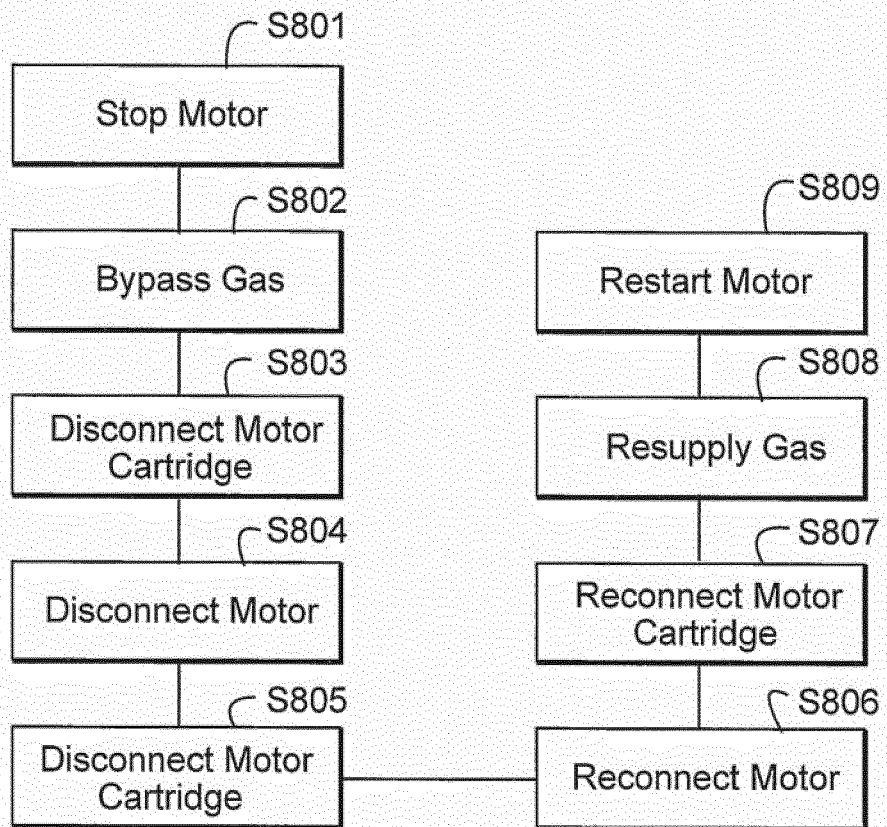 S801
Stop Motor
S802
Bypass Gas
S803
Disconnect Motor
Cartridge
S804
Disconnect Motor
S805
Disconnect Motor
Cartridge
S806
Reconnect Motor
S807
Reconnect Motor
Cartridge
S808
Resupply Gas
S809
Restart Motor